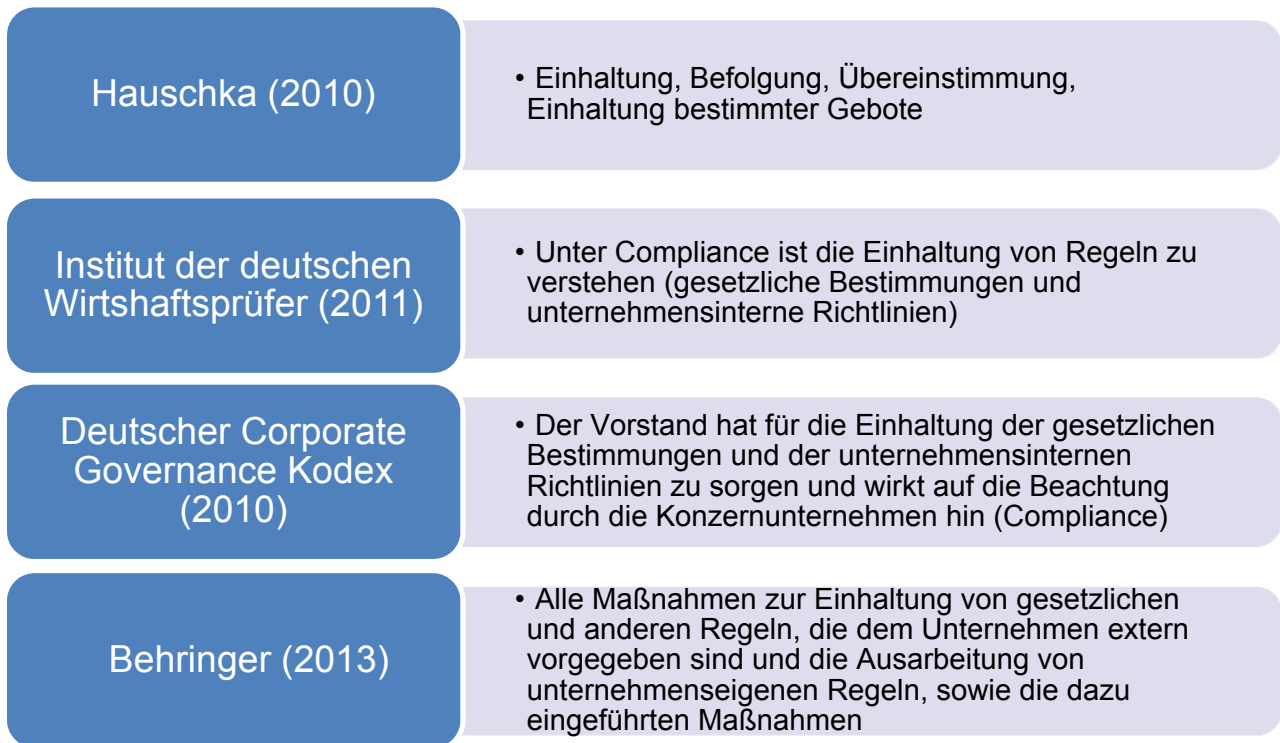 Hauschka (2010)
• Einhaltung, Befolgung, Übereinstimmung,
Einhaltung bestimmter Gebote
Institut der deutschen
Wirtshaftsprüfer (2011)
• Unter Compliance ist die Einhaltung von Regeln zu
verstehen (gesetzliche Bestimmungen und
unternehmensinterne Richtlinien)
Deutscher Corporate
Governance Kodex
(2010)
• Der Vorstand hat für die Einhaltung der gesetzlichen
Bestimmungen und der unternehmensinternen
Richtlinien zu sorgen und wirkt auf die Beachtung
durch die Konzernunternehmen hin (Compliance)
Behringer (2013)
• Alle Maßnahmen zur Einhaltung von gesetzlichen
und anderen Regeln, die dem Unternehmen extern
vorgegeben sind und die Ausarbeitung von
unternehmenseigenen Regeln, sowie die dazu
eingeführten Maßnahmen